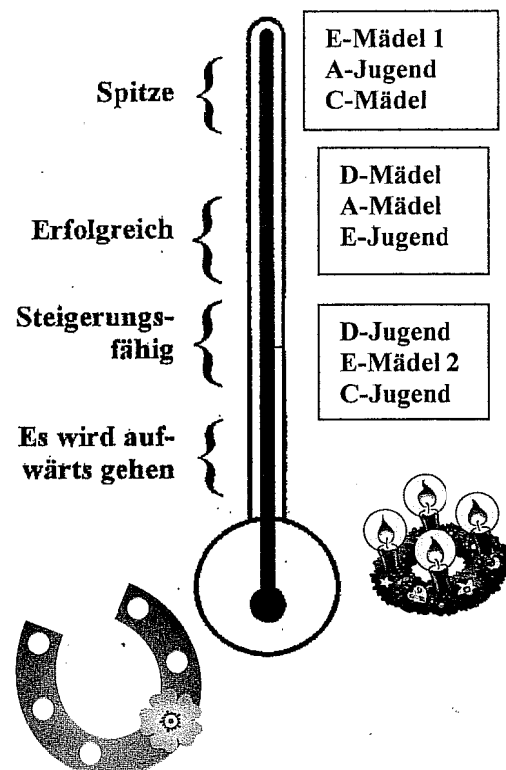 Spitze
E-Mädel 1
A-Jugend
C-Mädel
Erfolgreich
D-Mädel
A-Mädel
E-Jugend
Steigerungs-
fähig
D-Jugend
E-Mädel 2
C-Jugend
Es wird auf-
wärts gehen